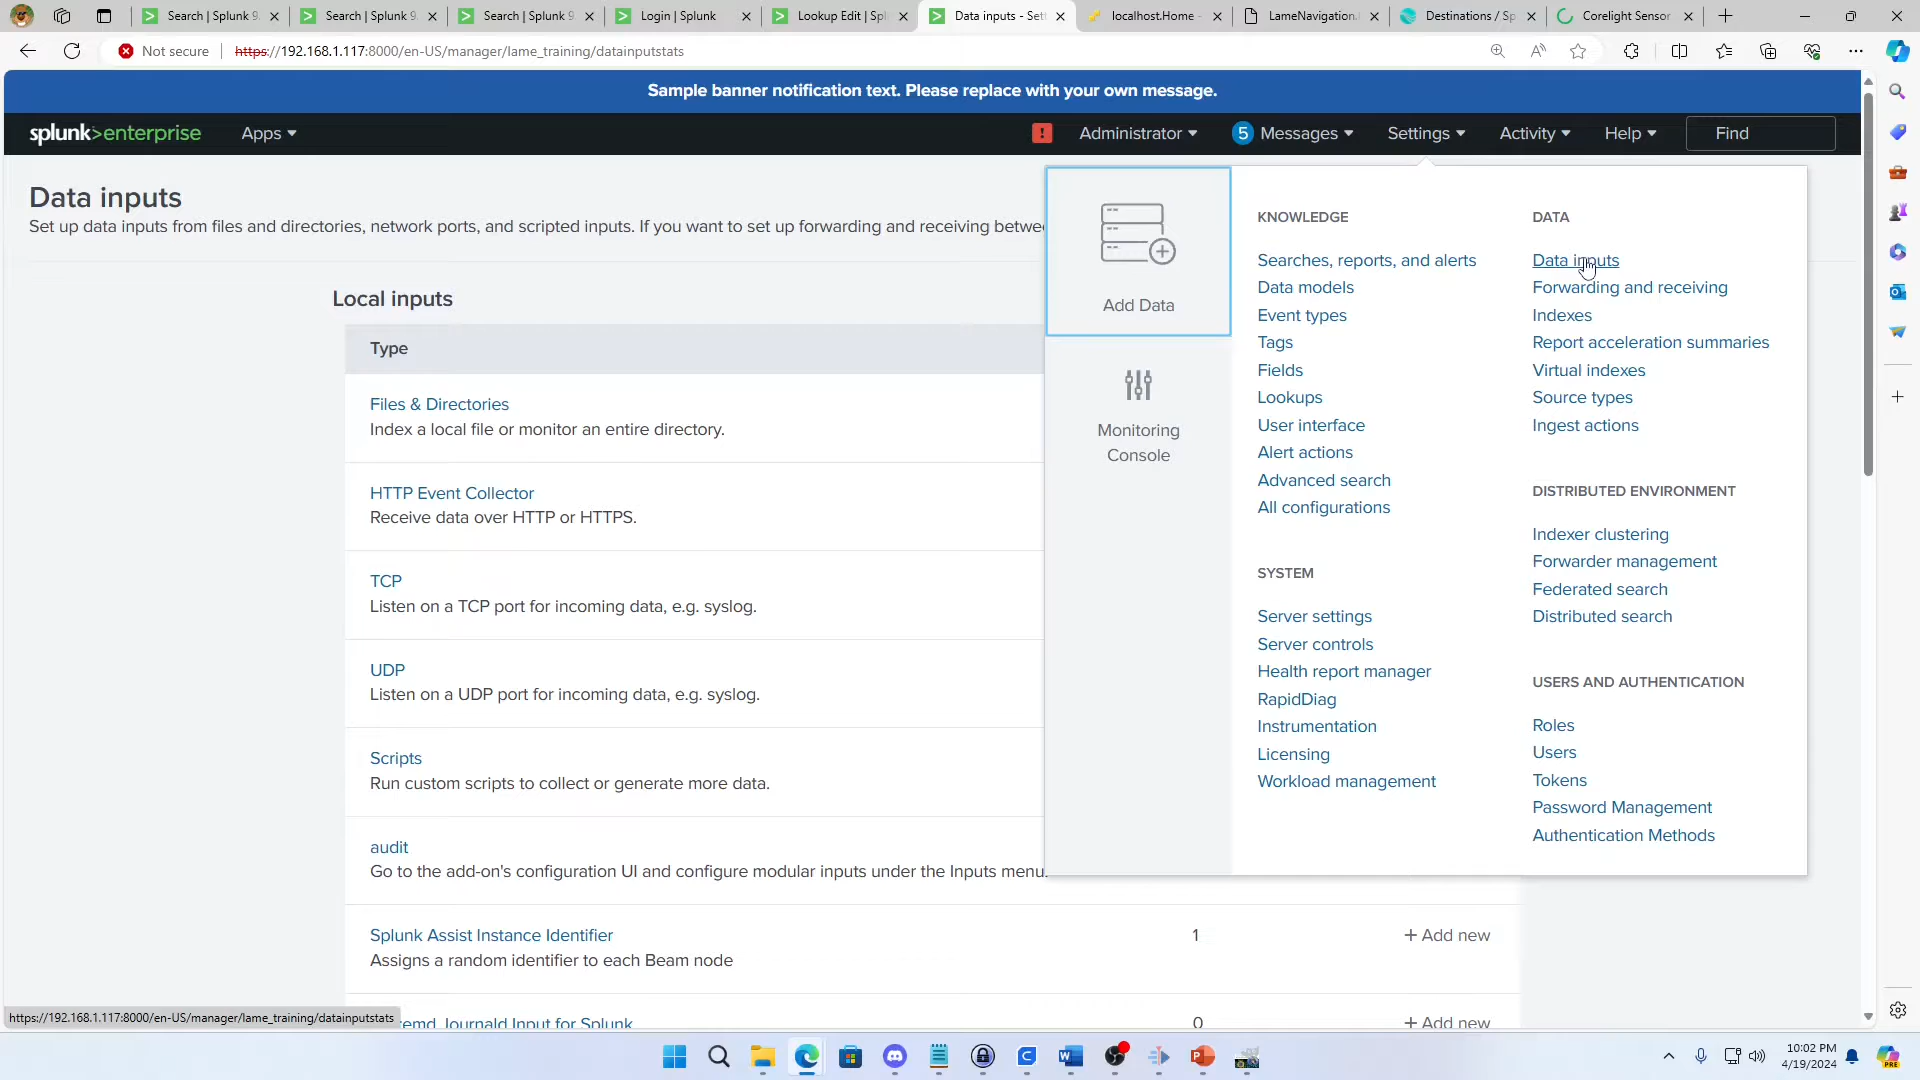 Search | Splunk 9.
Search | Splunk 9.
Search | Splunk 9
Login | Splunk
Lookup Edit | Spl
Data inputs - Sett
localhost.Home -
LameNavigation.
Destinations / Sp
Corelight Sensor
Not secure
https://192.168.1.117:8000/en-US/manager/lame_training/datainputstats
Sample banner notification text. Please replace with your own message.
splunk>enterprise
Apps
!
Administrator
5 Messages
Settings
Activity
Help
Find
Data inputs
Set up data inputs from files and directories, network ports, and scripted inputs. If you want to set up forwarding and receiving betwe
Local inputs
Type
Files & Directories
Index a local file or monitor an entire directory.
HTTP Event Collector
Receive data over HTTP or HTTPS.
TCP
Listen on a TCP port for incoming data, e.g. syslog.
UDP
Listen on a UDP port for incoming data, e.g. syslog.
Scripts
Run custom scripts to collect or generate more data.
audit
Go to the add-on's configuration UI and configure modular inputs under the Inputs menu.
Splunk Assist Instance Identifier
Assigns a random identifier to each Beam node
1
+ Add new
emd Journald Input for Splunk
0
+ Add new
Add Data
Monitoring
Console
KNOWLEDGE
Searches, reports, and alerts
Data models
Event types
Tags
Fields
Lookups
User interface
Alert actions
Advanced search
All configurations
SYSTEM
Server settings
Server controls
Health report manager
RapidDiag
Instrumentation
Licensing
Workload management
DATA
Data inputs
Forwarding and receiving
Indexes
Report acceleration summaries
Virtual indexes
Source types
Ingest actions
DISTRIBUTED ENVIRONMENT
Indexer clustering
Forwarder management
Federated search
Distributed search
USERS AND AUTHENTICATION
Roles
Users
Tokens
Password Management
Authentication Methods
https://192.168.1.117:8000/en-US/manager/lame_training/datainputstats
10:02 PM
4/19/2024
PRE